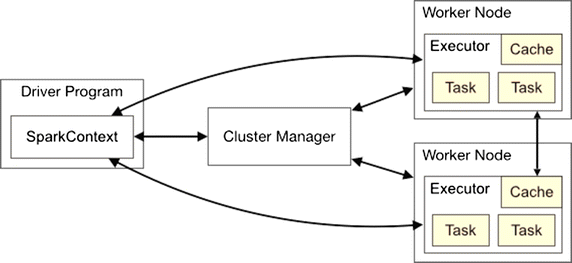 Driver Program
SparkContext
Cluster Manager
Worker Node
Executor
Cache
Task
Task
Worker Node
Executor
Cache
Task
Task